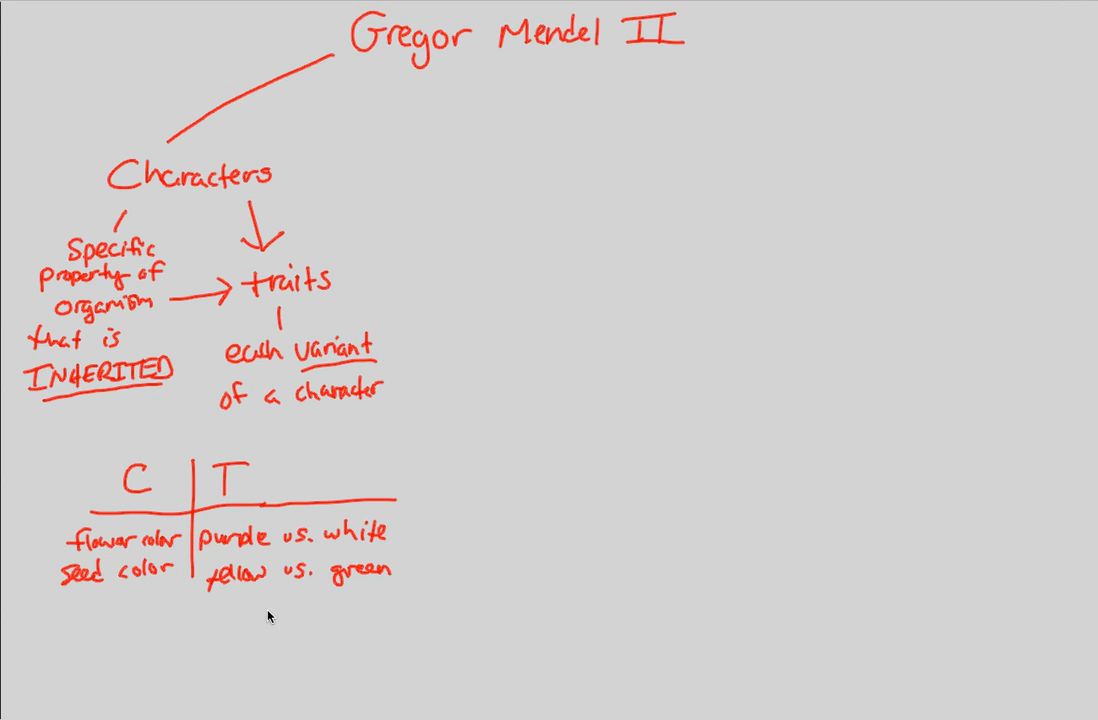 Gregor Mendel II
Characters
Specific
property of
organism
that is
INHERITED
traits
each variant
of a character
C T
flower color purple vs. white
seed color yellow vs. green